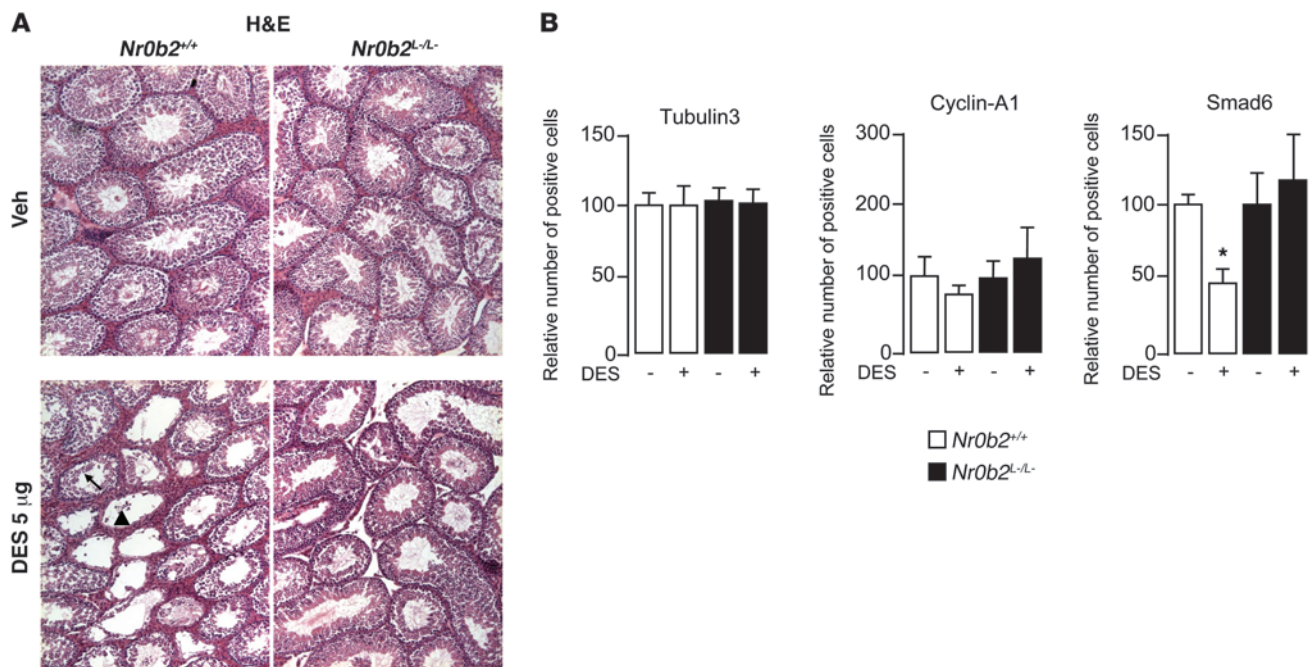 A
H&E
Nr0b2+/+
Nr0b2L-/L-
Veh
DES 5 μg
B
Tubulin3
Relative number of positive cells
150
100
50
0
DES - + - +
Cyclin-A1
Relative number of positive cells
300
200
100
0
DES - + - +
Smad6
Relative number of positive cells
150
100
50
0
*
DES - + - +
Nr0b2+/+
Nr0b2L-/L-